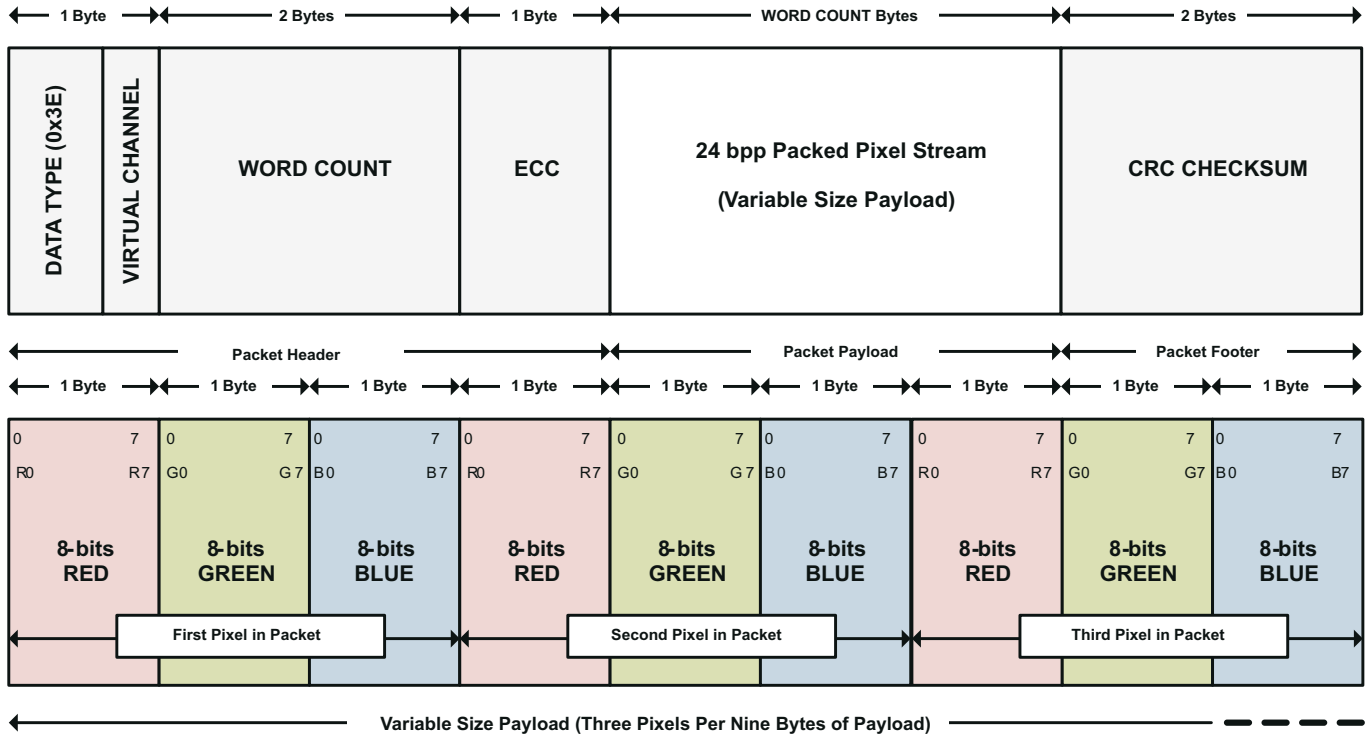 1 Byte 2 Bytes 1 Byte WORD COUNT Bytes 2 Bytes
DATA TYPE (0x3E)
VIRTUAL CHANNEL
WORD COUNT
ECC
24 bpp Packed Pixel Stream
(Variable Size Payload)
CRC CHECKSUM
Packet Header Packet Payload Packet Footer
1 Byte 1 Byte 1 Byte 1 Byte 1 Byte 1 Byte 1 Byte 1 Byte 1 Byte
0 7 0 7 0 7 0 7 0 7 0 7 0 7 0 7 0 7
R0 R7 G0 G7 B0 B7 R0 R7 G0 G7 B0 B7 R0 R7 G0 G7 B0 B7
8-bits 8-bits 8-bits 8-bits 8-bits 8-bits 8-bits 8-bits 8-bits
RED GREEN BLUE RED GREEN BLUE RED GREEN BLUE
First Pixel in Packet Second Pixel in Packet Third Pixel in Packet
Variable Size Payload (Three Pixels Per Nine Bytes of Payload)